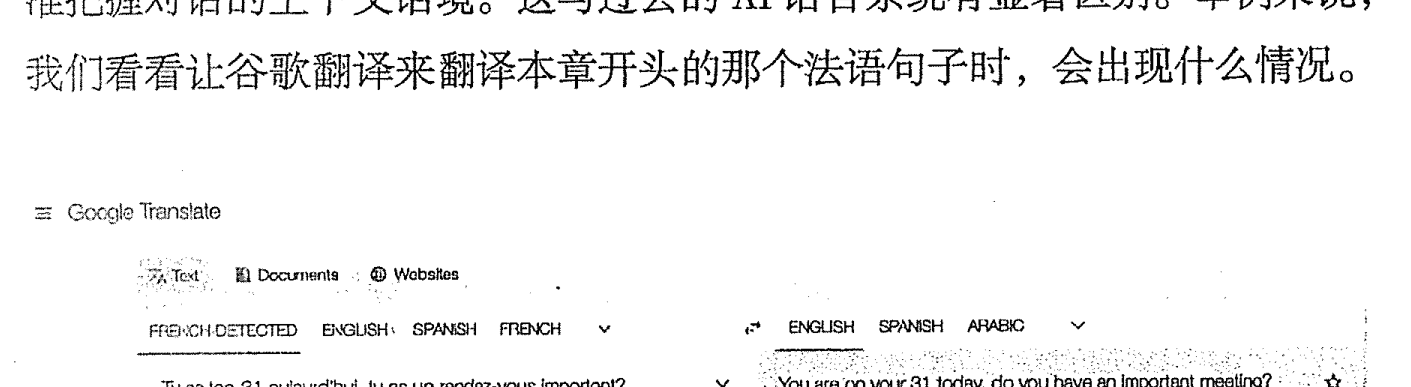 准把握对话的上下文语境。这与过去的 AI 语言系统有显著区别。举例来说,
我们看看让谷歌翻译来翻译本章开头的那个法语句子时，会出现什么情况。
Google Translate
Text Documents Websites
FRENCH-DETECTED ENGLISH SPANISH FRENCH
ENGLISH SPANISH ARABIC
Tu as ton 31 aujourd'hui, tu as un rendez-vous important?
You are on your 31 today, do you have an important meeting?